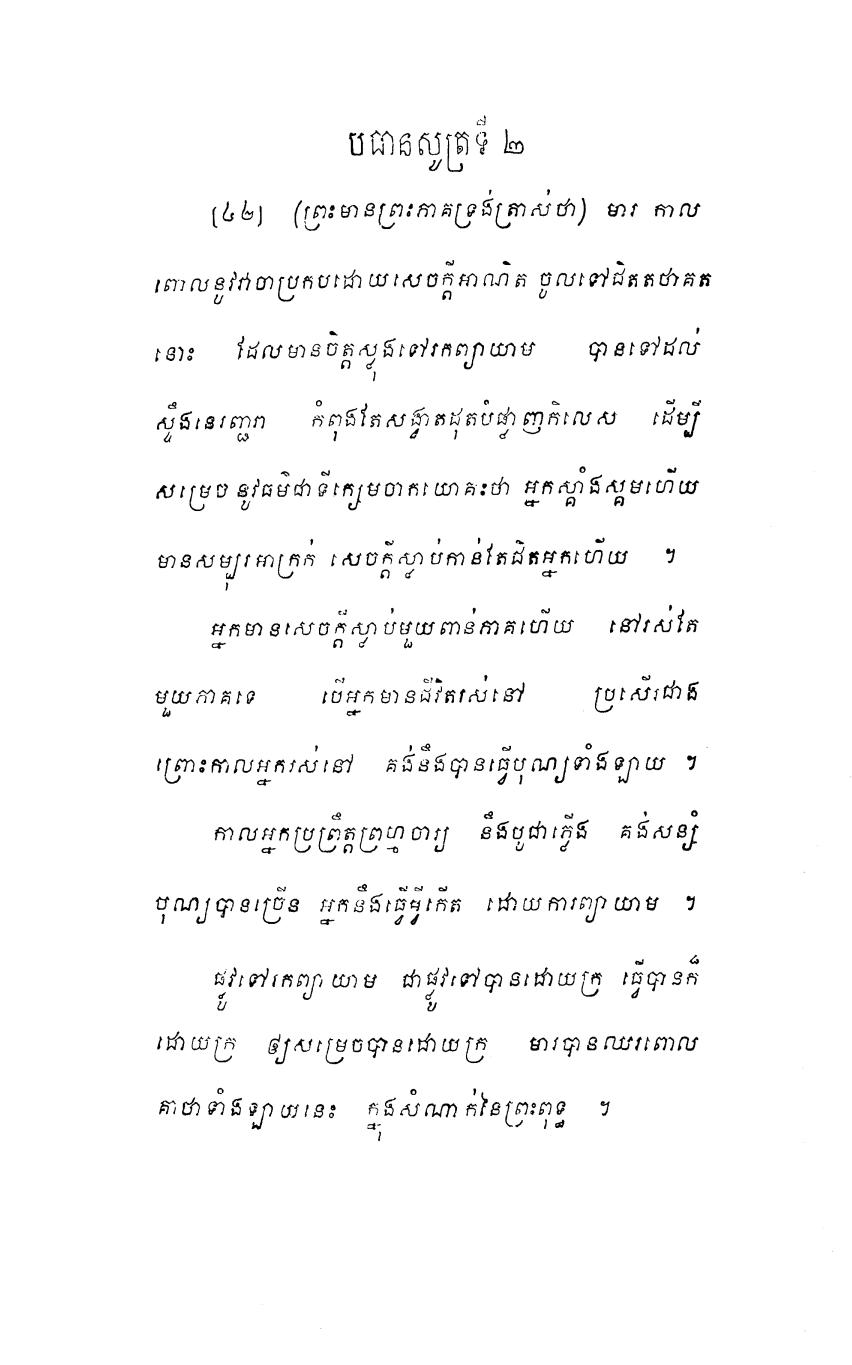 បធានសូត្រទី ២
[៤២] (ព្រះមានព្រះភាគទ្រង់ត្រាស់ថា) មារ កាល
ពោលនូវវាចាប្រកបដោយសេចក្តីអាណិត ចូលទៅជិតតថាគត
នោះ ដែលមានចិត្តស្លុងទៅរកព្យាយាម បានទៅដល់
ស្ទឹងនេរញ្ជរា កំពុងតែសង្វាតដុតបំផ្លាញកិលេស ដើម្បី
សម្រេច នូវធម៌ជាទីក្សេមចាកយោគៈថា អ្នកស្គាំងស្គមហើយ
មានសម្បុរអាក្រក់ សេចក្តីស្លាប់កាន់តែជិតអ្នកហើយ ។
អ្នកមានសេចក្តីស្លាប់មួយពាន់ភាគហើយ នៅរស់តែ
មួយភាគទេ បើអ្នកមានជីវិតរស់នៅ ប្រសើរជាង
ព្រោះកាលអ្នករស់នៅ គង់នឹងបានធ្វើបុណ្យទាំងឡាយ ។
កាលអ្នកប្រព្រឹត្តព្រហ្មចារ្យ នឹងបូជាភ្លើង គង់សន្សំ
បុណ្យបានច្រើន អ្នកនឹងធ្វើអ្វីកើត ដោយការព្យាយាម ។
ផ្លូវទៅរកព្យាយាម ជាផ្លូវទៅបានដោយក្រ ធ្វើបានក៏
ដោយក្រ ឲ្យសម្រេចបានដោយក្រ មារបានឈរពោល
គាថាទាំងឡាយនេះ ក្នុងសំណាក់នៃព្រះពុទ្ធ ។